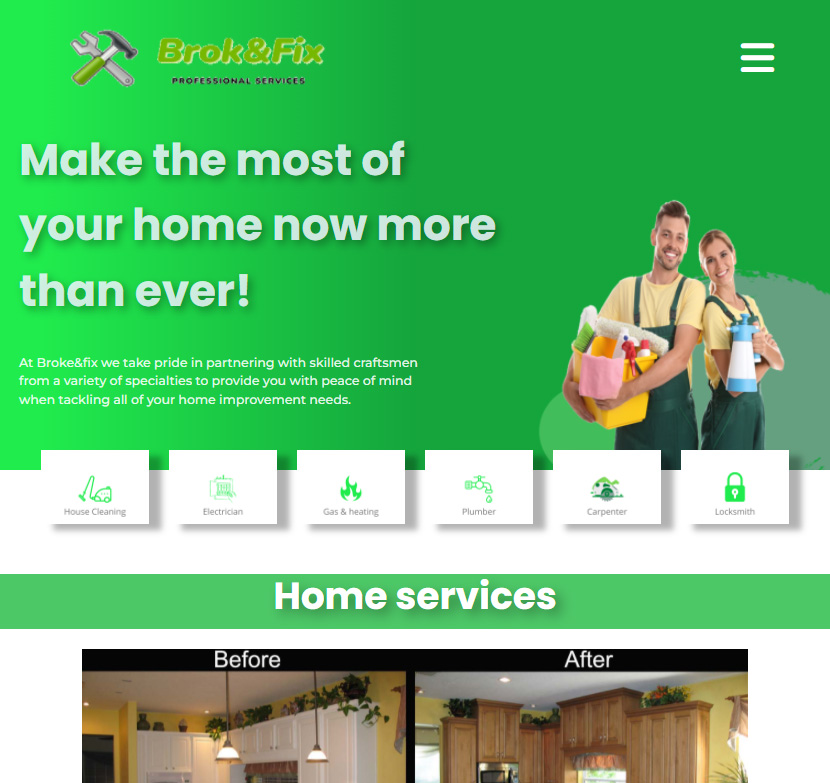 Brok&Fix
PROFESSIONAL SERVICES
Make the most of
your home now more
than ever!
At Broke&fix we take pride in partnering with skilled craftsmen
from a variety of specialties to provide you with peace of mind
when tackling all of your home improvement needs.
House Cleaning
Electrician
Gas & heating
Plumber
Carpenter
Locksmith
Home services
Before
After